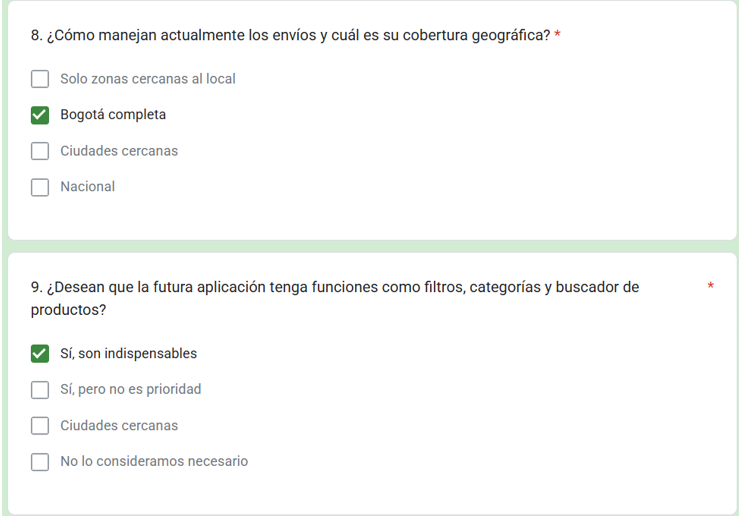 8. ¿Cómo manejan actualmente los envíos y cuál es su cobertura geográfica? *
Solo zonas cercanas al local
Bogotá completa
Ciudades cercanas
Nacional
9. ¿Desean que la futura aplicación tenga funciones como filtros, categorías y buscador de *
productos?
Sí, son indispensables
Sí, pero no es prioridad
Ciudades cercanas
No lo consideramos necesario